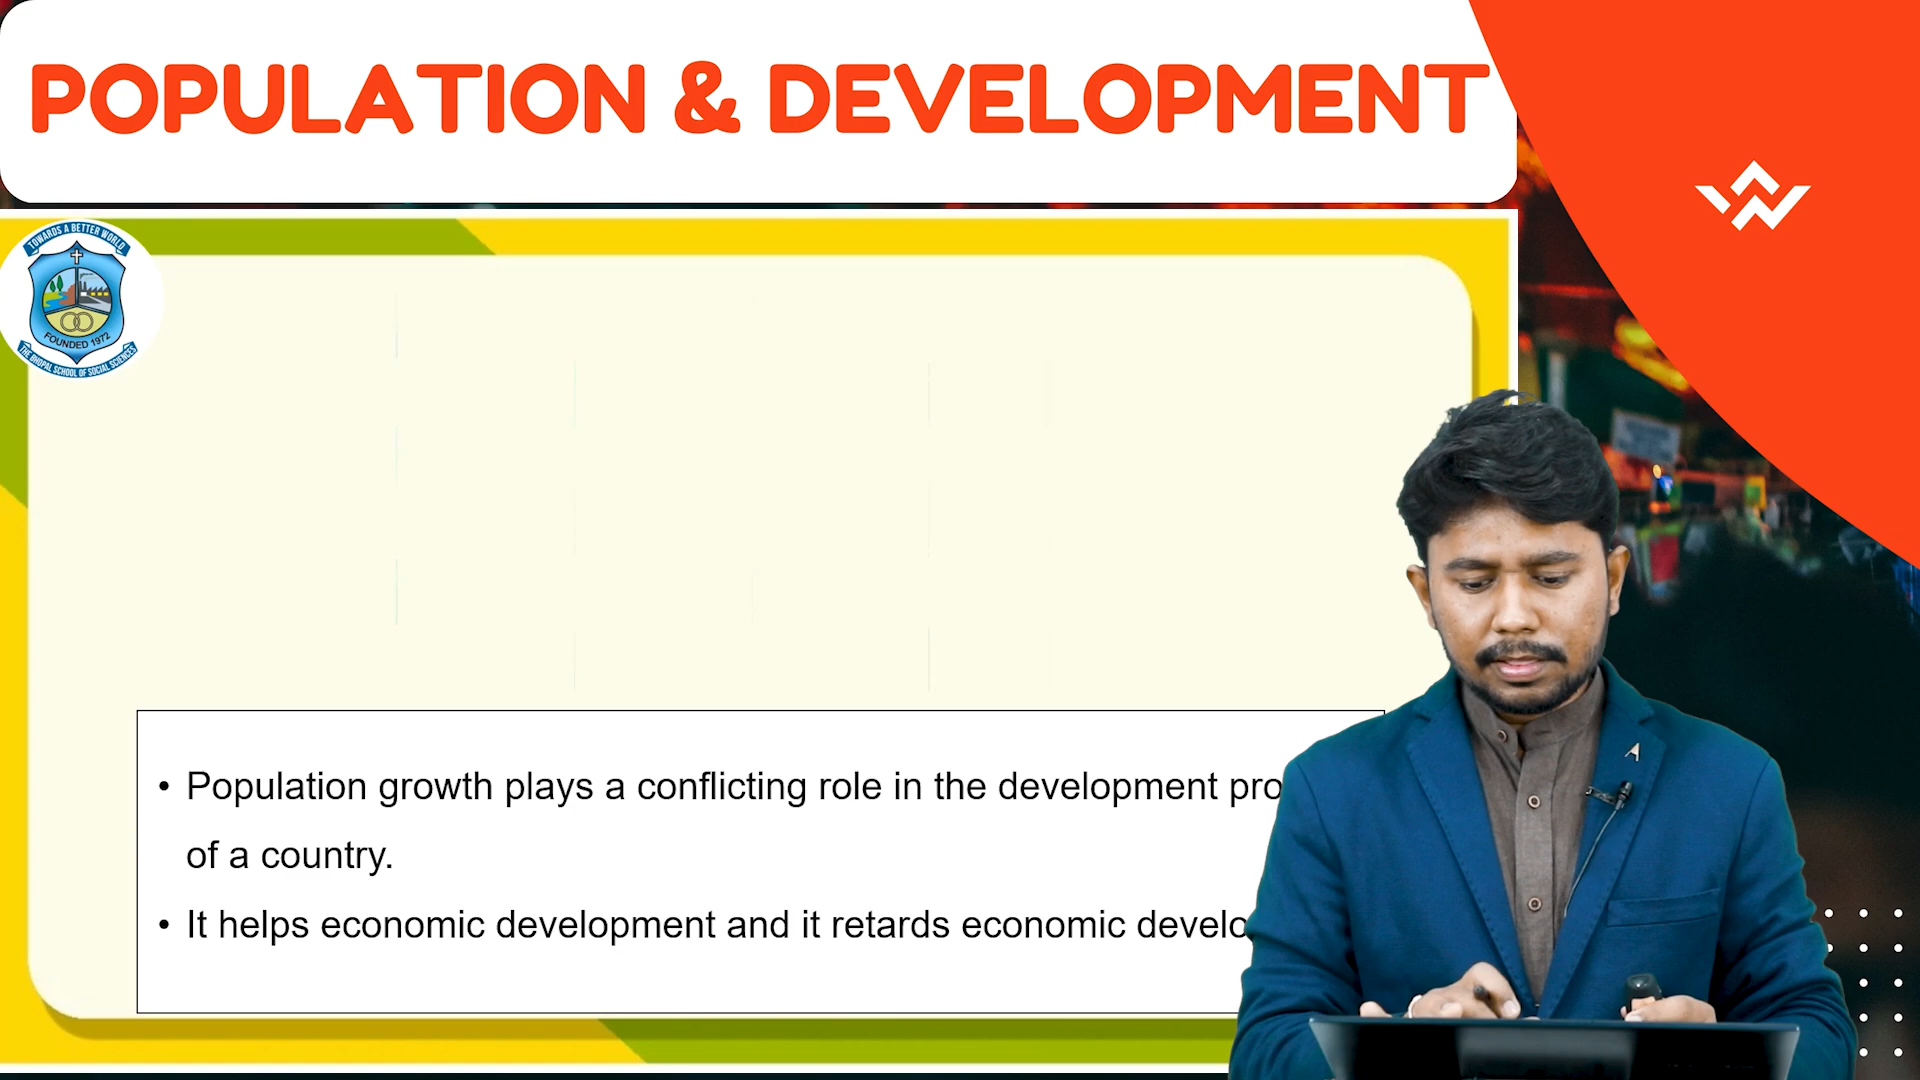 POPULATION & DEVELOPMENT
TOWARDS A BETTER WORLD
FOUNDED 1972
THE BHOPAL SCHOOL OF SOCIAL SCIENCES
• Population growth plays a conflicting role in the development pro
of a country.
• It helps economic development and it retards economic develo